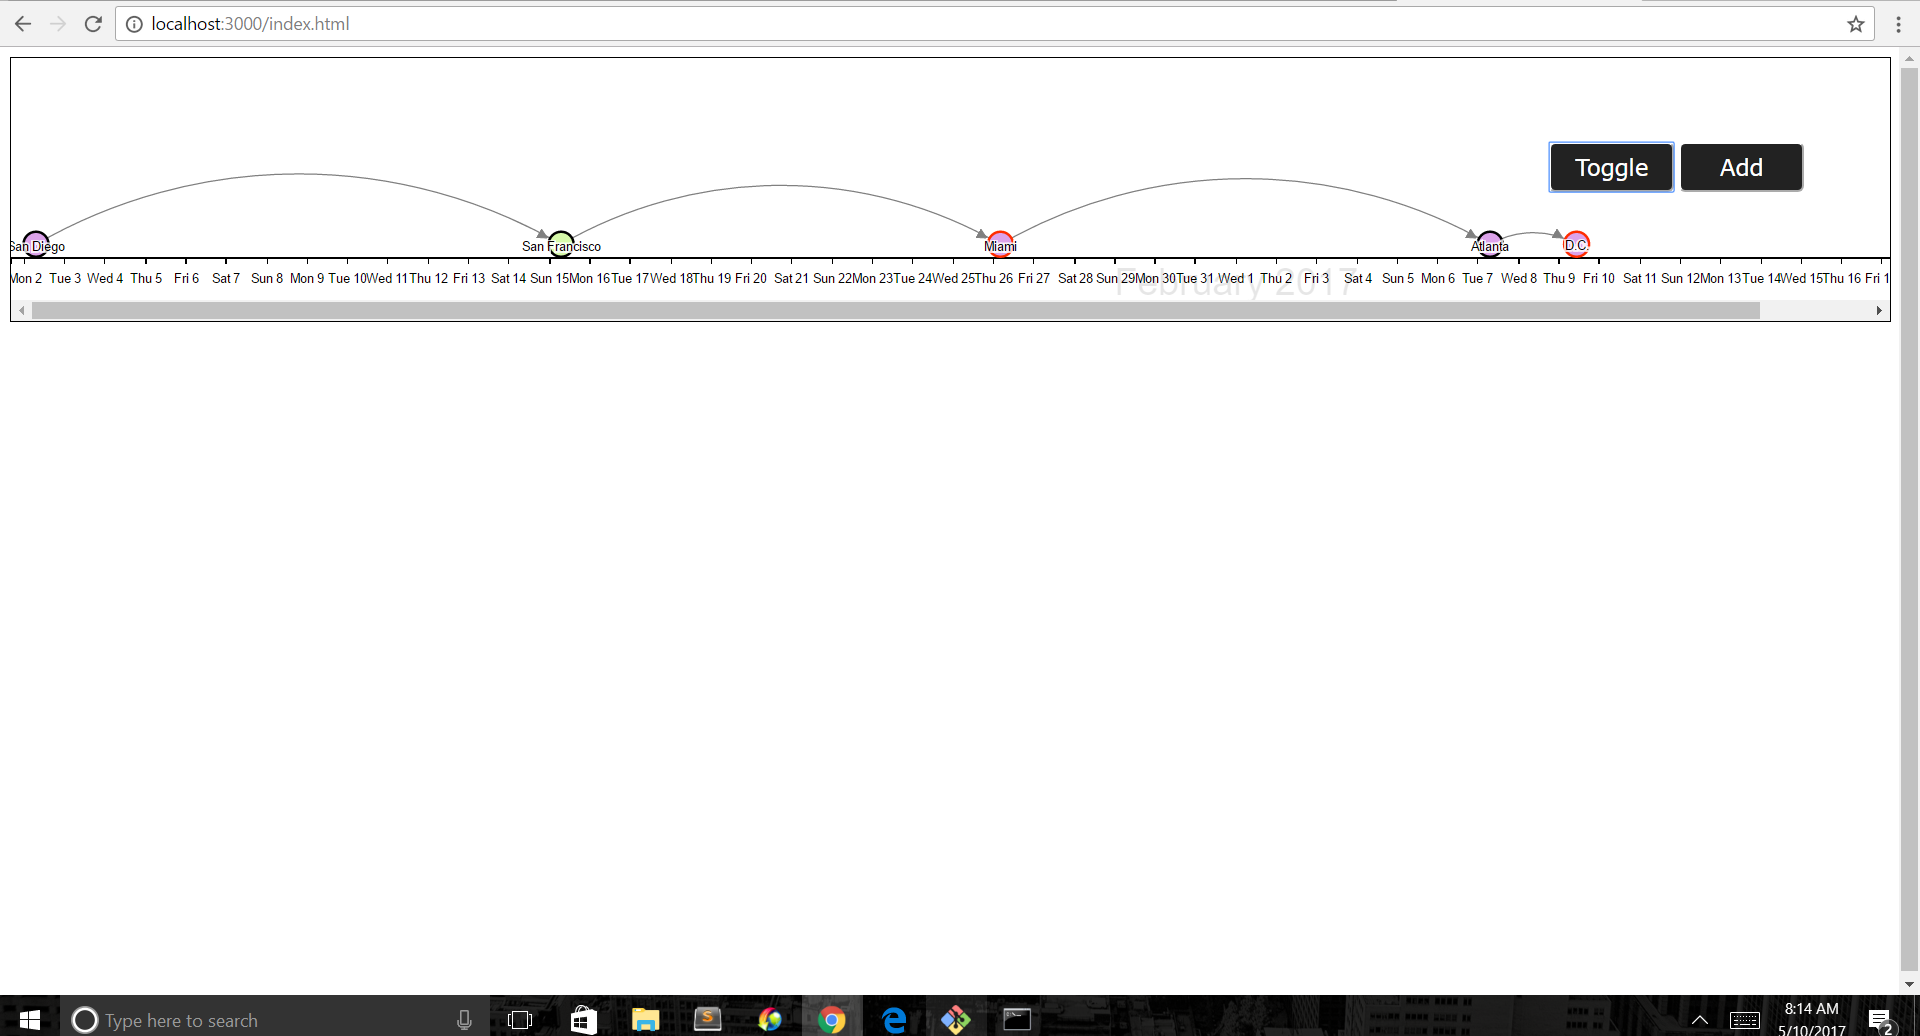 localhost:3000/index.html
Toggle Add
San Diego San Francisco Miami Atlanta D.C.
Mon 2 Tue 3 Wed 4 Thu 5 Fri 6 Sat 7 Sun 8 Mon 9 Tue 10 Wed 11 Thu 12 Fri 13 Sat 14 Sun 15 Mon 16 Tue 17 Wed 18 Thu 19 Fri 20 Sat 21 Sun 22 Mon 23 Tue 24 Wed 25 Thu 26 Fri 27 Sat 28 Sun 29 Mon 30 Tue 31 Wed 1 Thu 2 Fri 3 Sat 4 Sun 5 Mon 6 Tue 7 Wed 8 Thu 9 Fri 10 Sat 11 Sun 12 Mon 13 Tue 14 Wed 15 Thu 16 Fri 1
February 2017
Type here to search
8:14 AM
5/10/2017
2